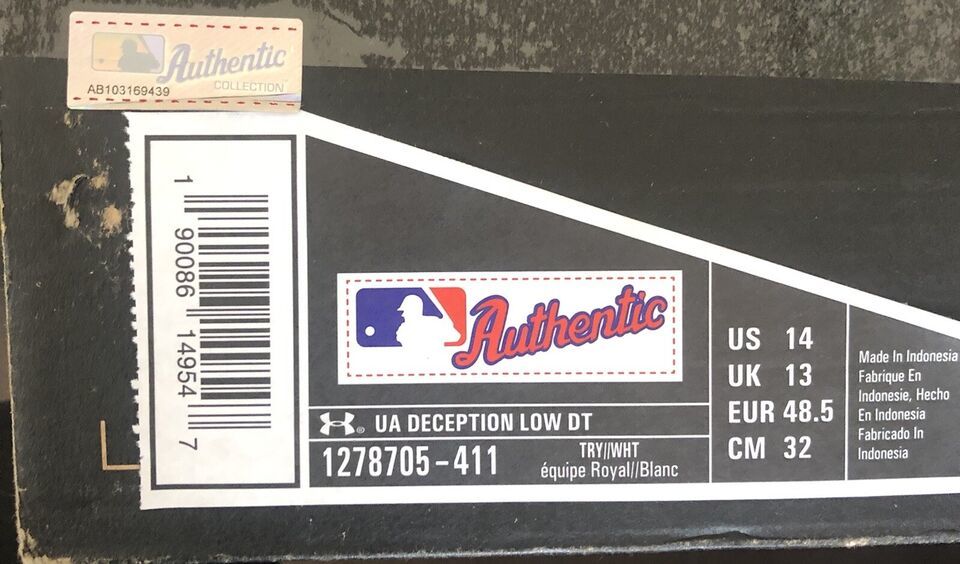 Authentic
COLLECTION™
AB103169439
1 90086 14954 7
Authentic
UA DECEPTION LOW DT
1278705-411
TRY//WHT
équipe Royal//Blanc
US 14
UK 13
EUR 48.5
CM 32
Made In Indonesia
Fabrique En
Indonesie, Hecho
En Indonesia
Fabricado In
Indonesia